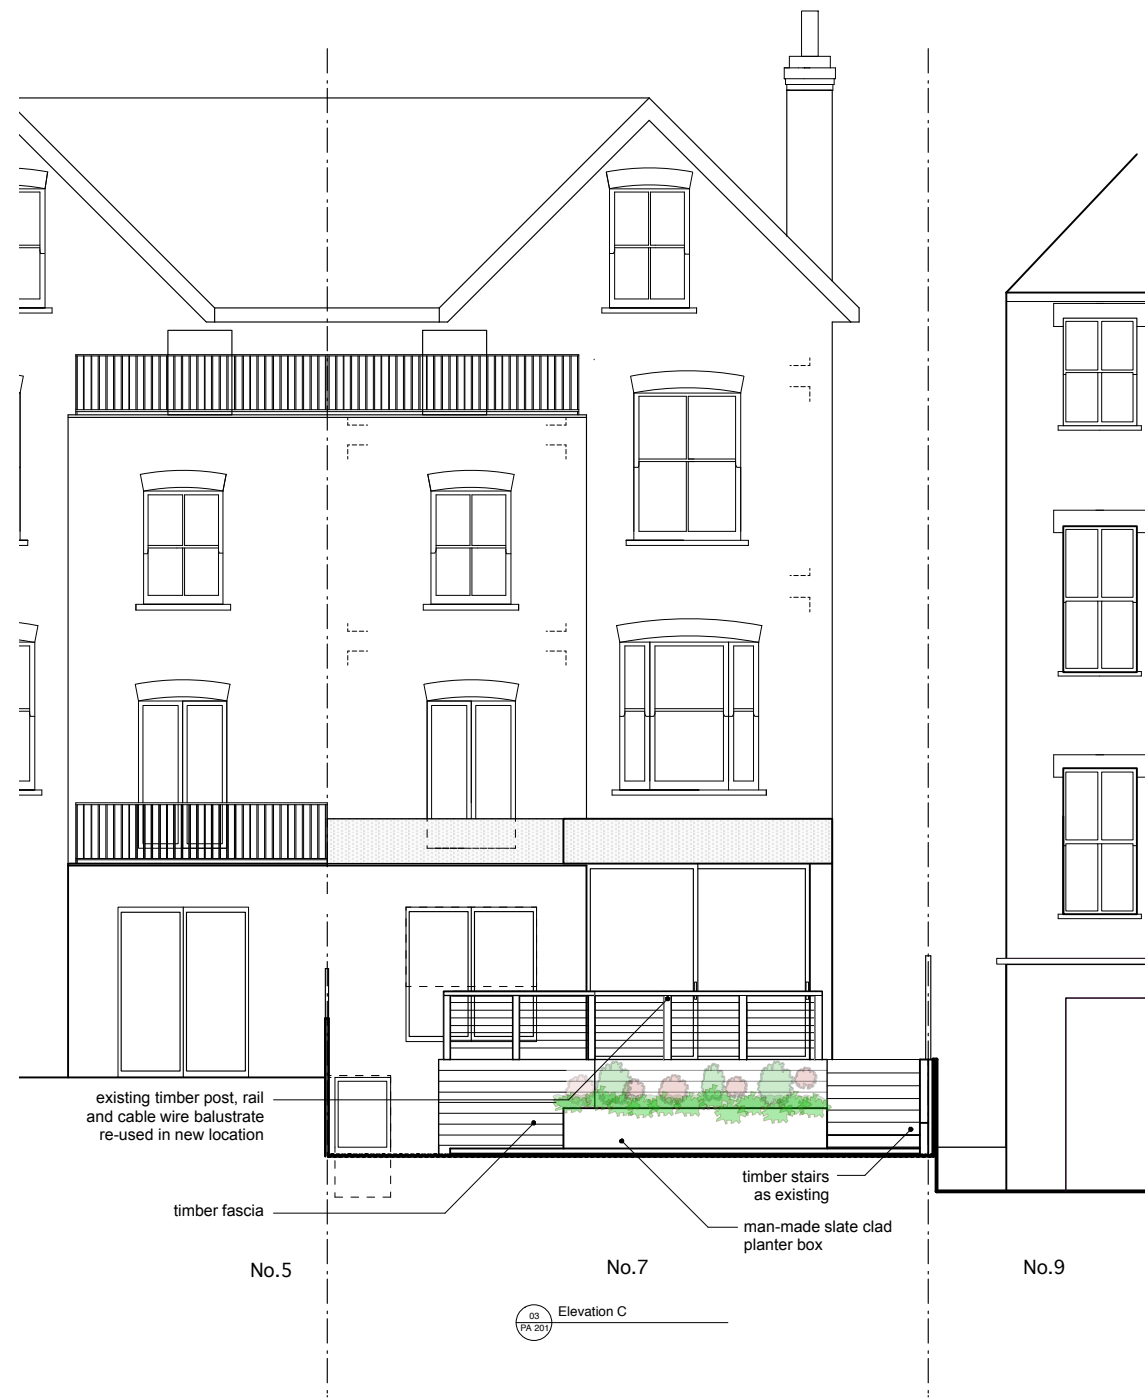 existing timber post, rail
and cable wire balustrate
re-used in new location
timber fascia
timber stairs
as existing
man-made slate clad
planter box
No.5
No.7
No.9
03
PA 201
Elevation C